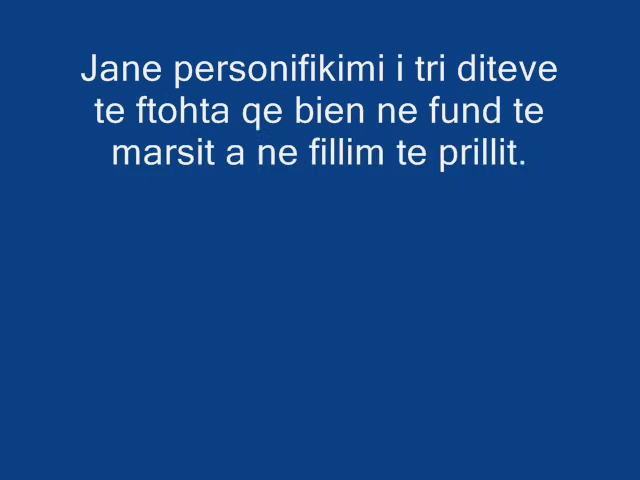 Jane personifikimi i tri diteve
te ftohta qe bien ne fund te
marsit a ne fillim te prillit.